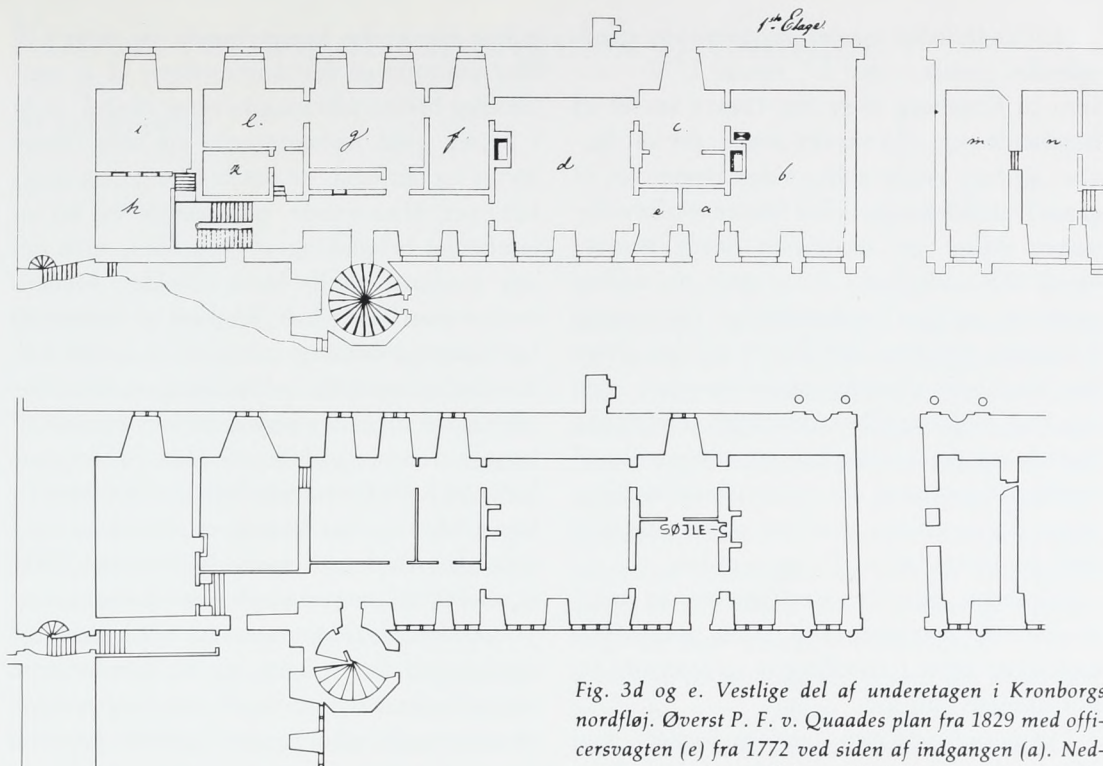 1ste Etage
i
l.
g
f.
d
c
b
m
n
k
h
e
a
SØJLE-C
Fig. 3d og e. Vestlige del af underetagen i Kronborgs
nordfløj. Øverst P. F. v. Quaades plan fra 1829 med offi-
cersvagten (e) fra 1772 ved siden af indgangen (a). Ned-